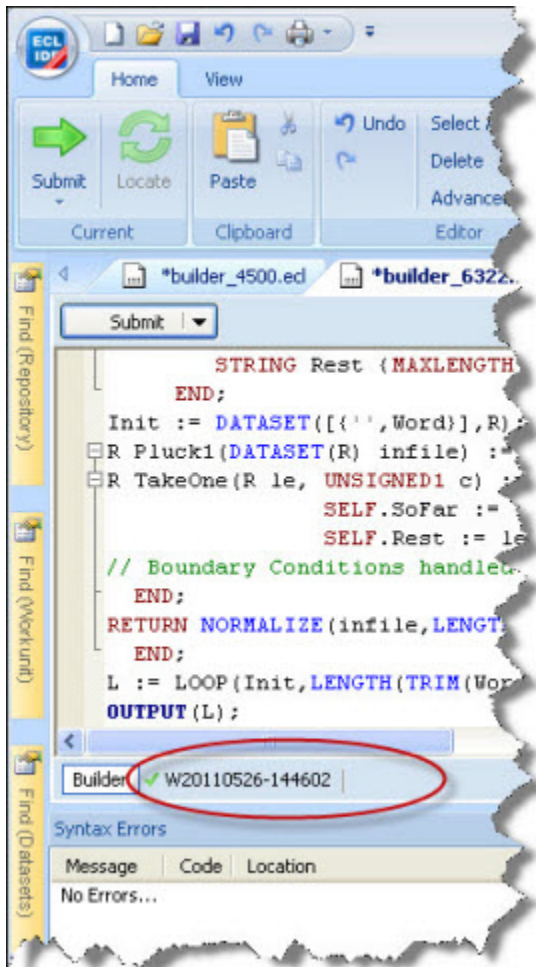 ECL
IDE
Home View
Submit Locate Paste Undo Select
Delete
Current Clipboard Editor
*builder_4500.ecl *builder_6322.
Submit
STRING Rest {MAXLENGTH
END;
Init := DATASET([{'',Word}],R);
R Pluck1(DATASET(R) infile) :=
R TakeOne(R le, UNSIGNED1 c) :=
SELF.SoFar :=
SELF.Rest := le
// Boundary Conditions handled
END;
RETURN NORMALIZE(infile,LENGT
END;
L := LOOP(Init,LENGTH(TRIM(Wor
OUTPUT(L);
Builder W20110526-144602
Syntax Errors
Message Code Location
No Errors...
Find (Repository)
Find (Workunit)
Find (Datasets)